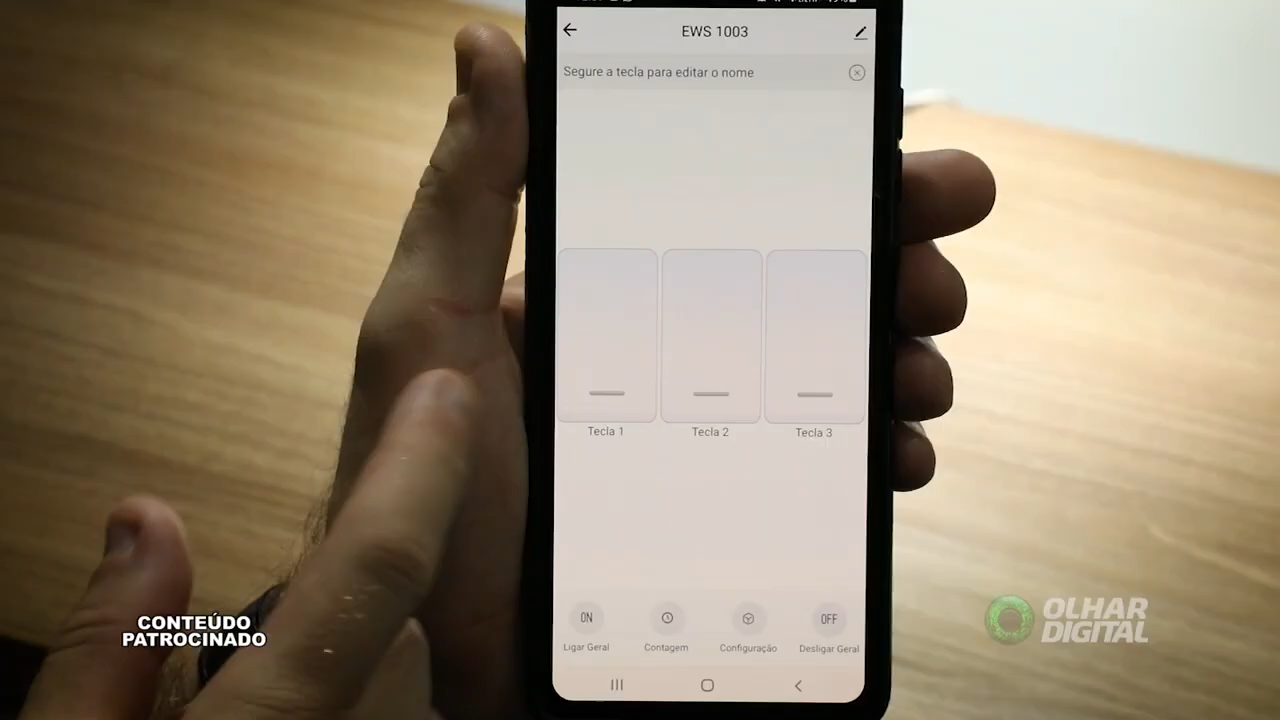 EWS 1003
Segure a tecla para editar o nome
Tecla 1
Tecla 2
Tecla 3
ON
OFF
Ligar Geral
Contagem
Configuração
Desligar Geral
CONTEÚDO
PATROCINADO
OLHAR
DIGITAL